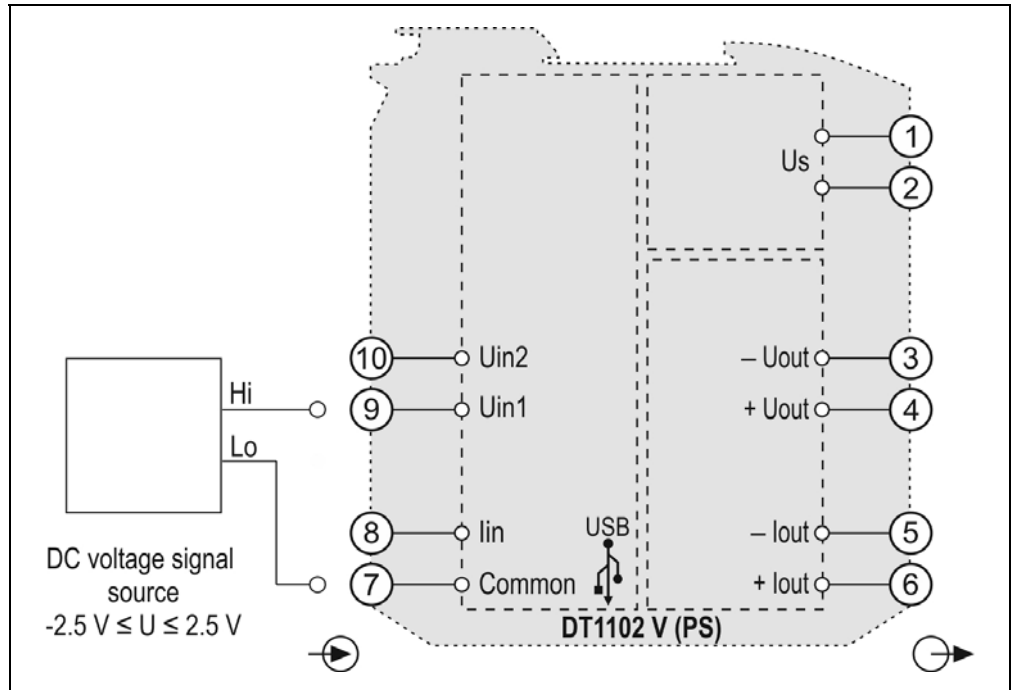 1
Us
2
10
Uin2
– Uout
3
Hi
9
Uin1
+ Uout
4
Lo
8
Iin
USB
– Iout
5
DC voltage signal
source
-2.5 V ≤ U ≤ 2.5 V
7
Common
+ Iout
6
DT1102 V (PS)